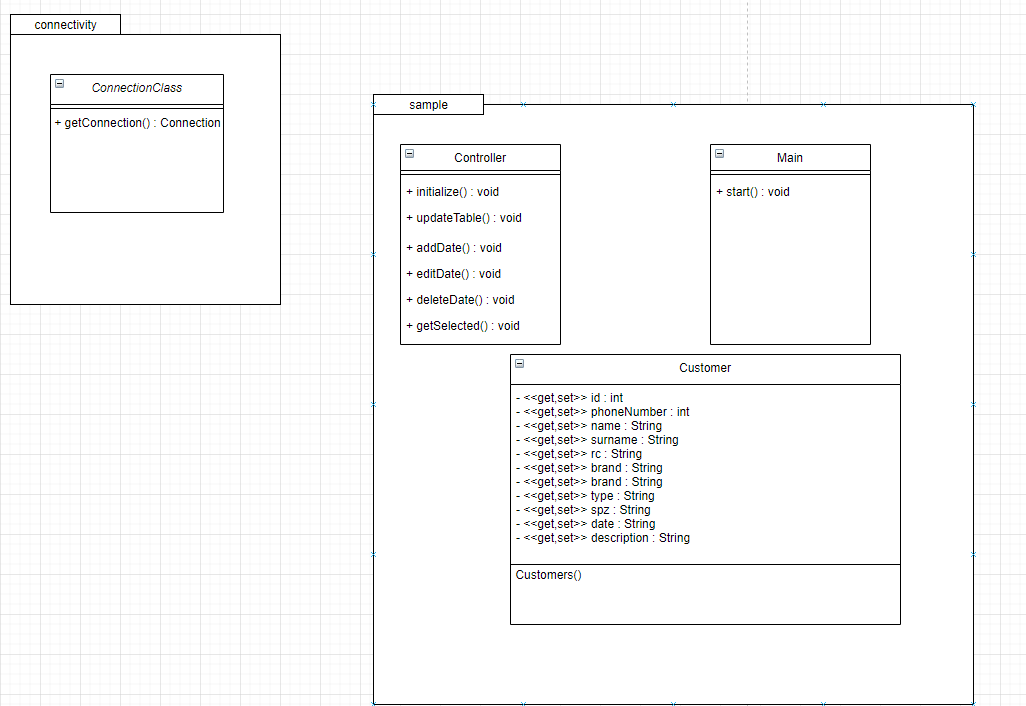 connectivity
ConnectionClass
+ getConnection() : Connection
sample
Controller
+ initialize() : void
+ updateTable() : void
+ addDate() : void
+ editDate() : void
+ deleteDate() : void
+ getSelected() : void
Main
+ start() : void
Customer
- <<get,set>> id : int
- <<get,set>> phoneNumber : int
- <<get,set>> name : String
- <<get,set>> surname : String
- <<get,set>> rc : String
- <<get,set>> brand : String
- <<get,set>> brand : String
- <<get,set>> type : String
- <<get,set>> spz : String
- <<get,set>> date : String
- <<get,set>> description : String
Customers()